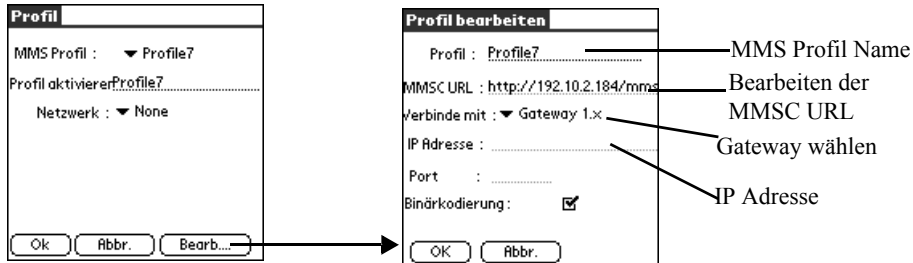 Profil
MMS Profil : Profile7
Profil aktivieren Profile7
Netzwerk : None
Ok Abbr. Bearb....
Profil bearbeiten
Profil : Profile7
MMSC URL : http://192.10.2.184/mms
Verbinde mit : Gateway 1.x
IP Adresse :
Port :
Binärkodierung :
OK Abbr.
MMS Profil Name
Bearbeiten der
MMSC URL
Gateway wählen
IP Adresse